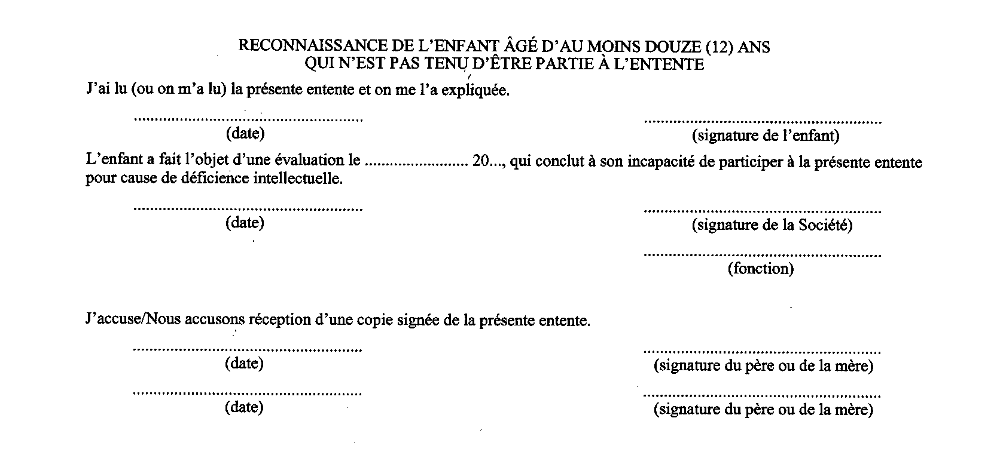 RECONNAISSANCE DE L'ENFANT ÂGÉ D'AU MOINS DOUZE (12) ANS
QUI N'EST PAS TENU D'ÊTRE PARTIE À L'ENTENTE
J'ai lu (ou on m'a lu) la présente entente et on me l'a expliquée.
....................................................... .........................................................
(date) (signature de l'enfant)
L'enfant a fait l'objet d'une évaluation le ........................ 20..., qui conclut à son incapacité de participer à la présente entente
pour cause de déficience intellectuelle.
....................................................... .........................................................
(date) (signature de la Société)
.........................................................
(fonction)
J'accuse/Nous accusons réception d'une copie signée de la présente entente.
....................................................... .........................................................
(date) (signature du père ou de la mère)
....................................................... .........................................................
(date) (signature du père ou de la mère)